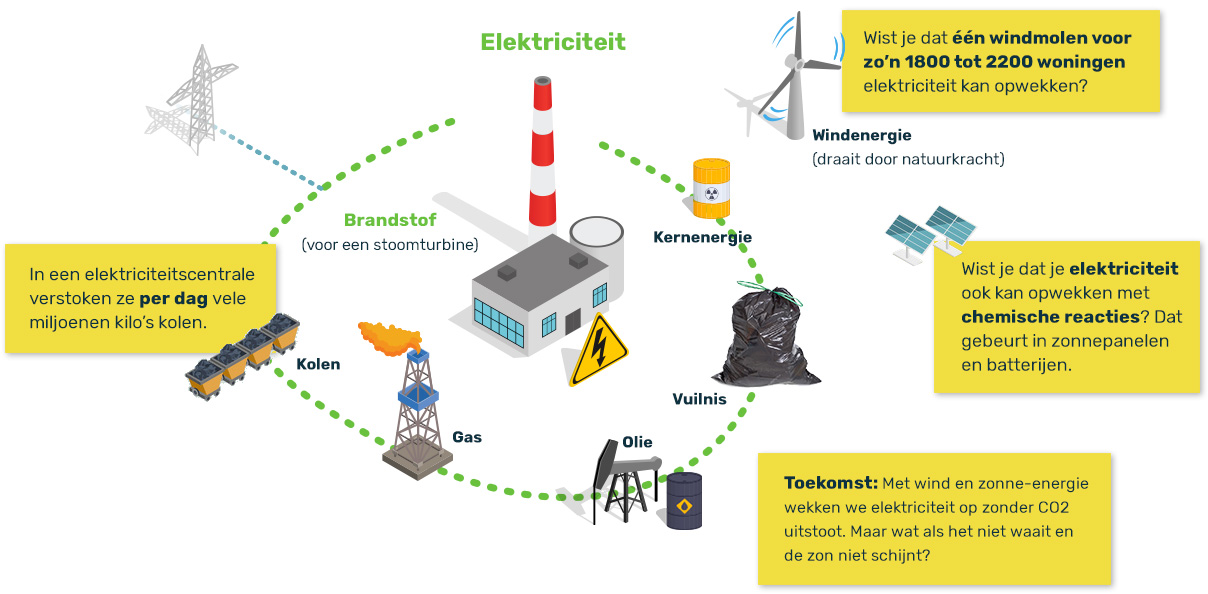 Elektriciteit
Wist je dat één windmolen voor
zo’n 1800 tot 2200 woningen
elektriciteit kan opwekken?
Windenergie
(draait door natuurkracht)
Brandstof
(voor een stoomturbine)
Kernenergie
In een elektriciteitscentrale
verstoken ze per dag vele
miljoenen kilo’s kolen.
Wist je dat je elektriciteit
ook kan opwekken met
chemische reacties? Dat
gebeurt in zonnepanelen
en batterijen.
Kolen
Vuilnis
Gas
Olie
Toekomst: Met wind en zonne-energie
wekken we elektriciteit op zonder CO2
uitstoot. Maar wat als het niet waait en
de zon niet schijnt?